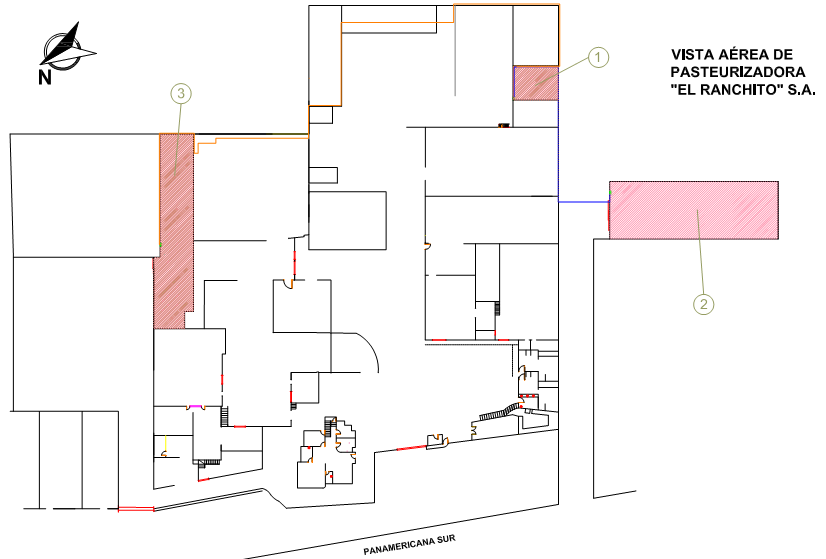 1
VISTA AÉREA DE
PASTEURIZADORA
"EL RANCHITO" S.A.
N
3
2
PANAMERICANA SUR